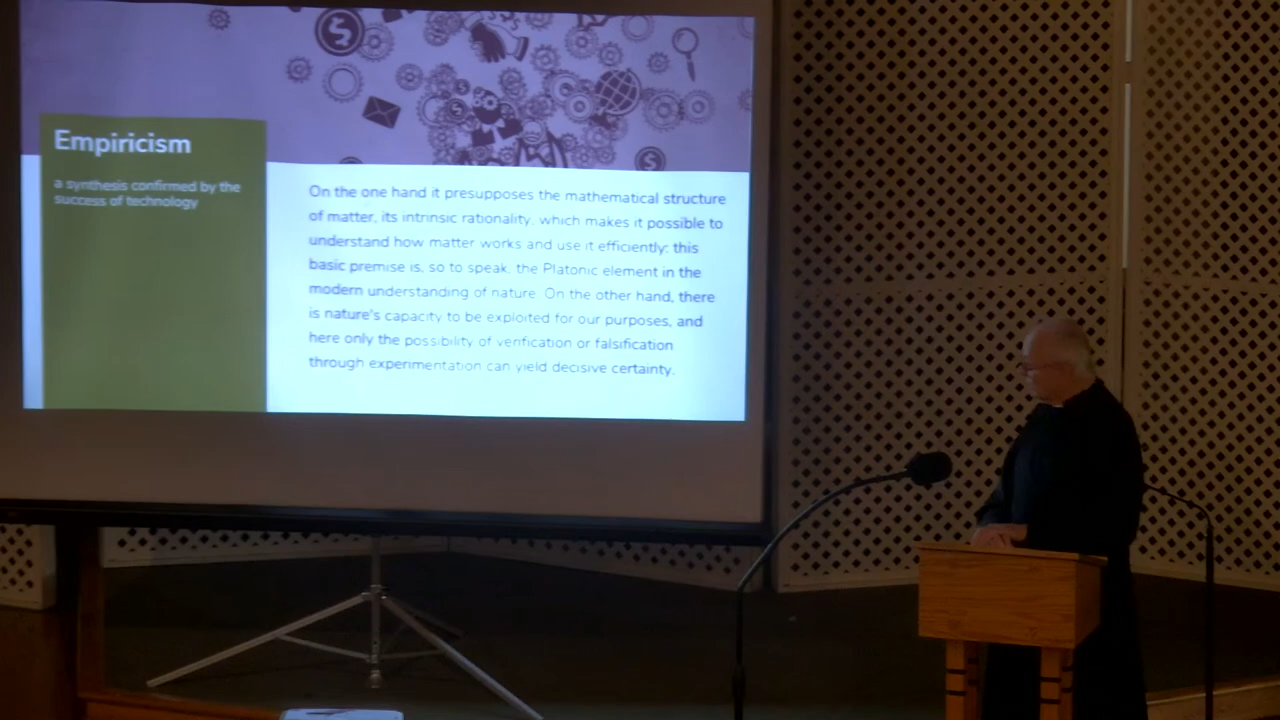 Empiricism
a synthesis confirmed by the
success of technology
On the one hand it presupposes the mathematical structure
of matter, its intrinsic rationality, which makes it possible to
understand how matter works and use it efficiently: this
basic premise is, so to speak, the Platonic element in the
modern understanding of nature. On the other hand, there
is nature's capacity to be exploited for our purposes, and
here only the possibility of verification or falsification
through experimentation can yield decisive certainty.